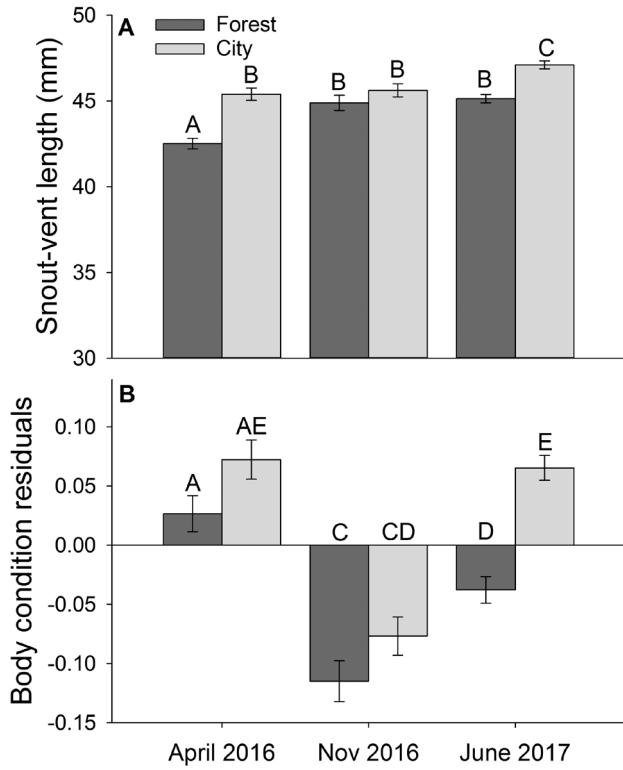 A
Forest
City
Snout-vent length (mm)
50
45
40
35
30
A
B
B
B
B
C
B
Body condition residuals
0.10
0.05
0.00
-0.05
-0.10
-0.15
A
AE
C
CD
D
E
April 2016
Nov 2016
June 2017